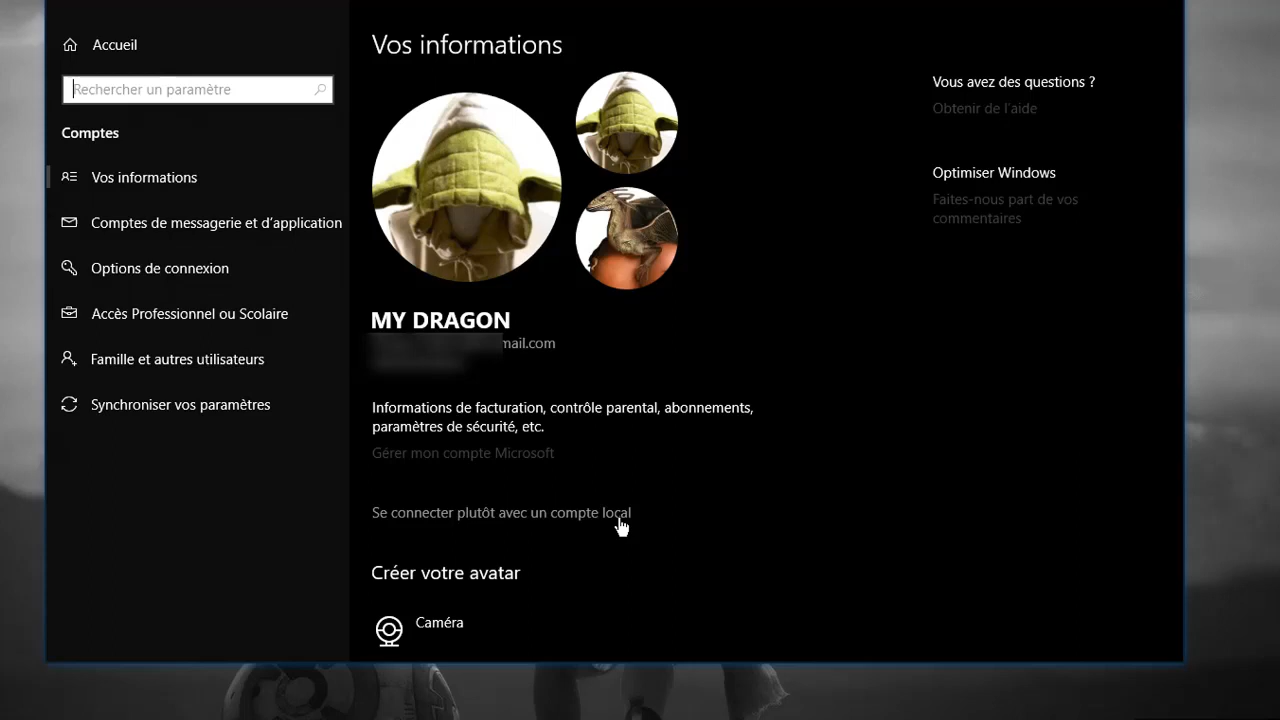 Accueil
Rechercher un paramètre
Comptes
Vos informations
Comptes de messagerie et d’application
Options de connexion
Accès Professionnel ou Scolaire
Famille et autres utilisateurs
Synchroniser vos paramètres
Vos informations
MY DRAGON
mail.com
Informations de facturation, contrôle parental, abonnements,
paramètres de sécurité, etc.
Gérer mon compte Microsoft
Se connecter plutôt avec un compte local
Créer votre avatar
Caméra
Vous avez des questions ?
Obtenir de l’aide
Optimiser Windows
Faites-nous part de vos
commentaires